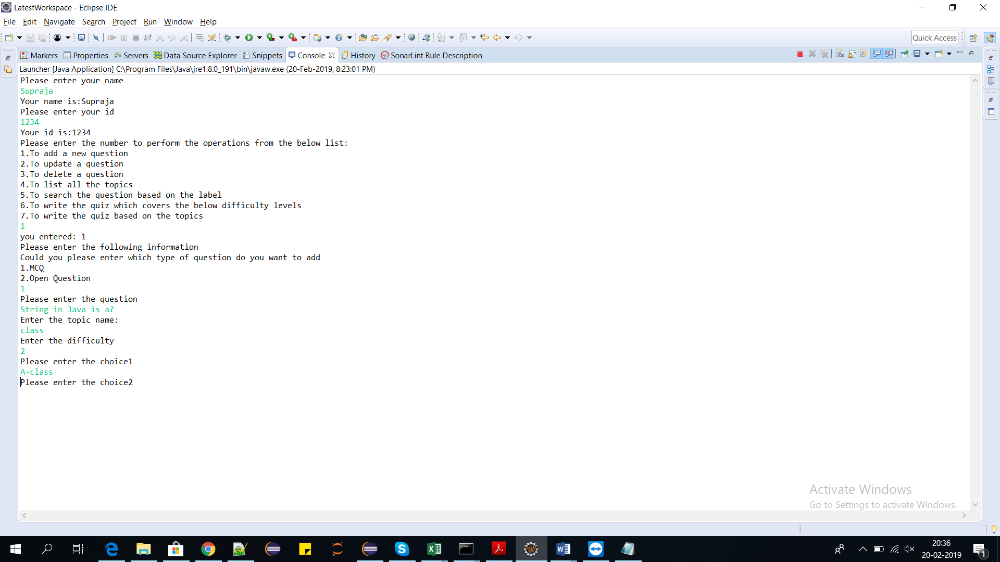 LatestWorkspace - Eclipse IDE
File Edit Navigate Search Project Run Window Help
Quick Access
Markers Properties Servers Data Source Explorer Snippets Console History SonarLint Rule Description
Launcher [Java Application] C:\Program Files\Java\jre1.8.0_191\bin\javaw.exe (20-Feb-2019, 8:23:01 PM)
Please enter your name
Supraja
Your name is:Supraja
Please enter your id
1234
Your id is:1234
Please enter the number to perform the operations from the below list:
1.To add a new question
2.To update a question
3.To delete a question
4.To list all the topics
5.To search the question based on the label
6.To write the quiz which covers the below difficulty levels
7.To write the quiz based on the topics
1
you entered: 1
Please enter the following information
Could you please enter which type of question do you want to add
1.MCQ
2.Open Question
1
Please enter the question
String in Java is a?
Enter the topic name:
class
Enter the difficulty
2
Please enter the choice1
A-class
Please enter the choice2
Activate Windows
Go to Settings to activate Windows.
20:36
20-02-2019
1